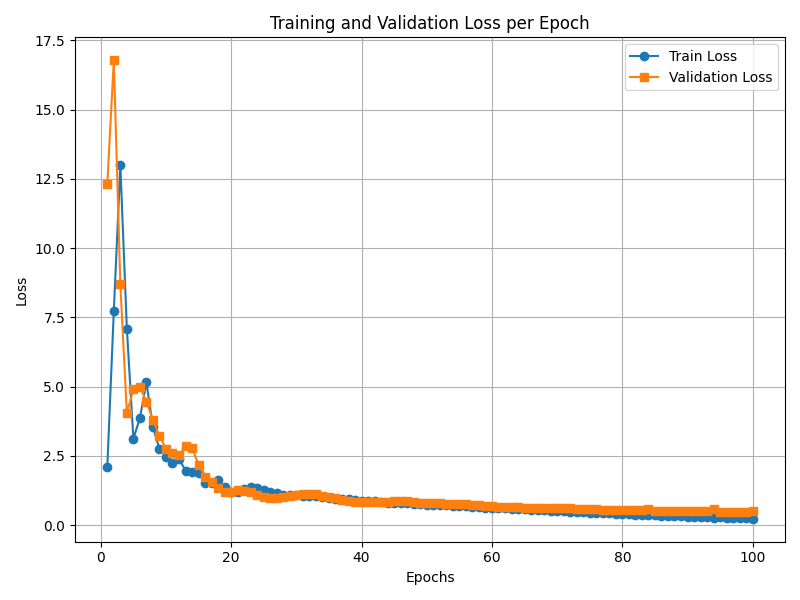 Training and Validation Loss per Epoch
Train Loss
Validation Loss
17.5
15.0
12.5
10.0
7.5
5.0
2.5
0.0
Loss
0 20 40 60 80 100
Epochs